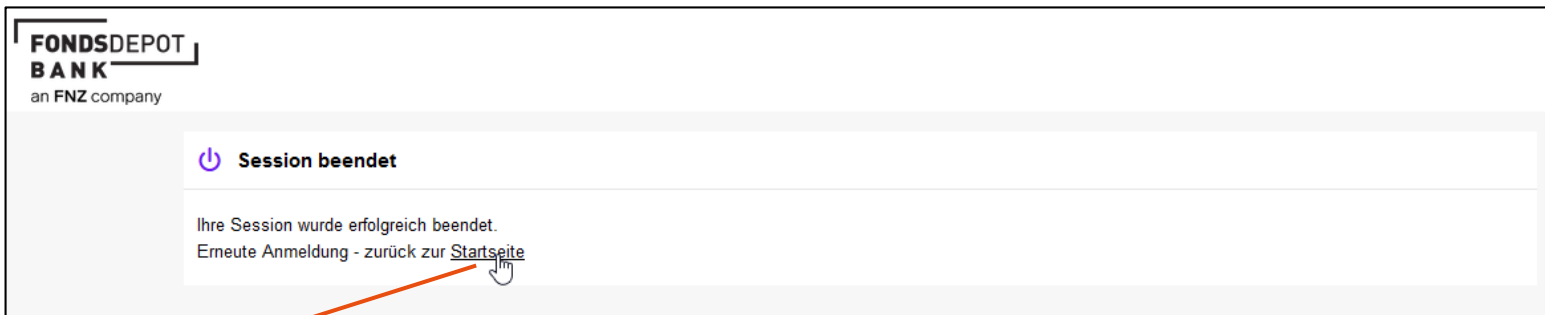 FONDSDEPOT
BANK
an FNZ company
Session beendet
Ihre Session wurde erfolgreich beendet.
Erneute Anmeldung - zurück zur Startseite